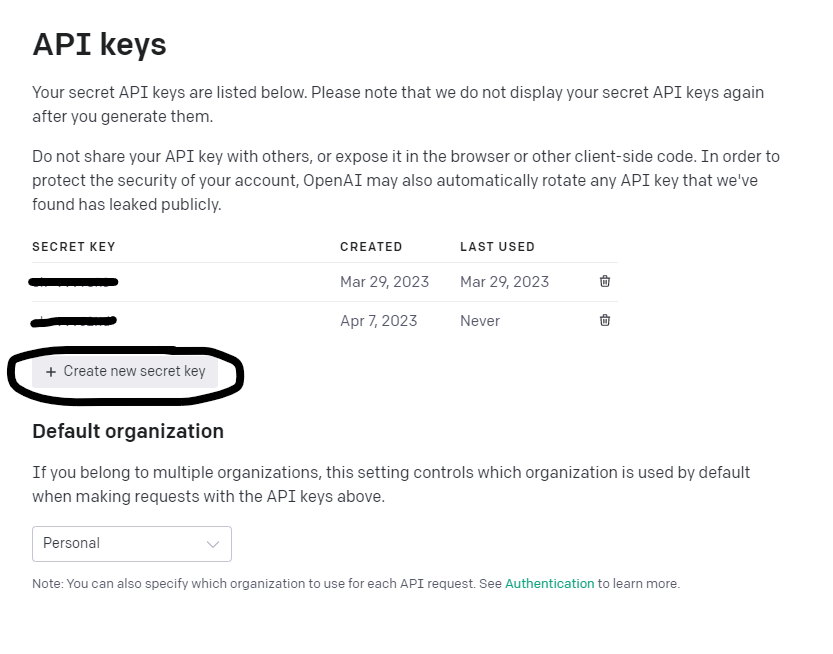 API keys
Your secret API keys are listed below. Please note that we do not display your secret API keys again
after you generate them.
Do not share your API key with others, or expose it in the browser or other client-side code. In order to
protect the security of your account, OpenAI may also automatically rotate any API key that we've
found has leaked publicly.
SECRET KEY CREATED LAST USED
Mar 29, 2023 Mar 29, 2023
Apr 7, 2023 Never
+ Create new secret key
Default organization
If you belong to multiple organizations, this setting controls which organization is used by default
when making requests with the API keys above.
Personal
Note: You can also specify which organization to use for each API request. See Authentication to learn more.